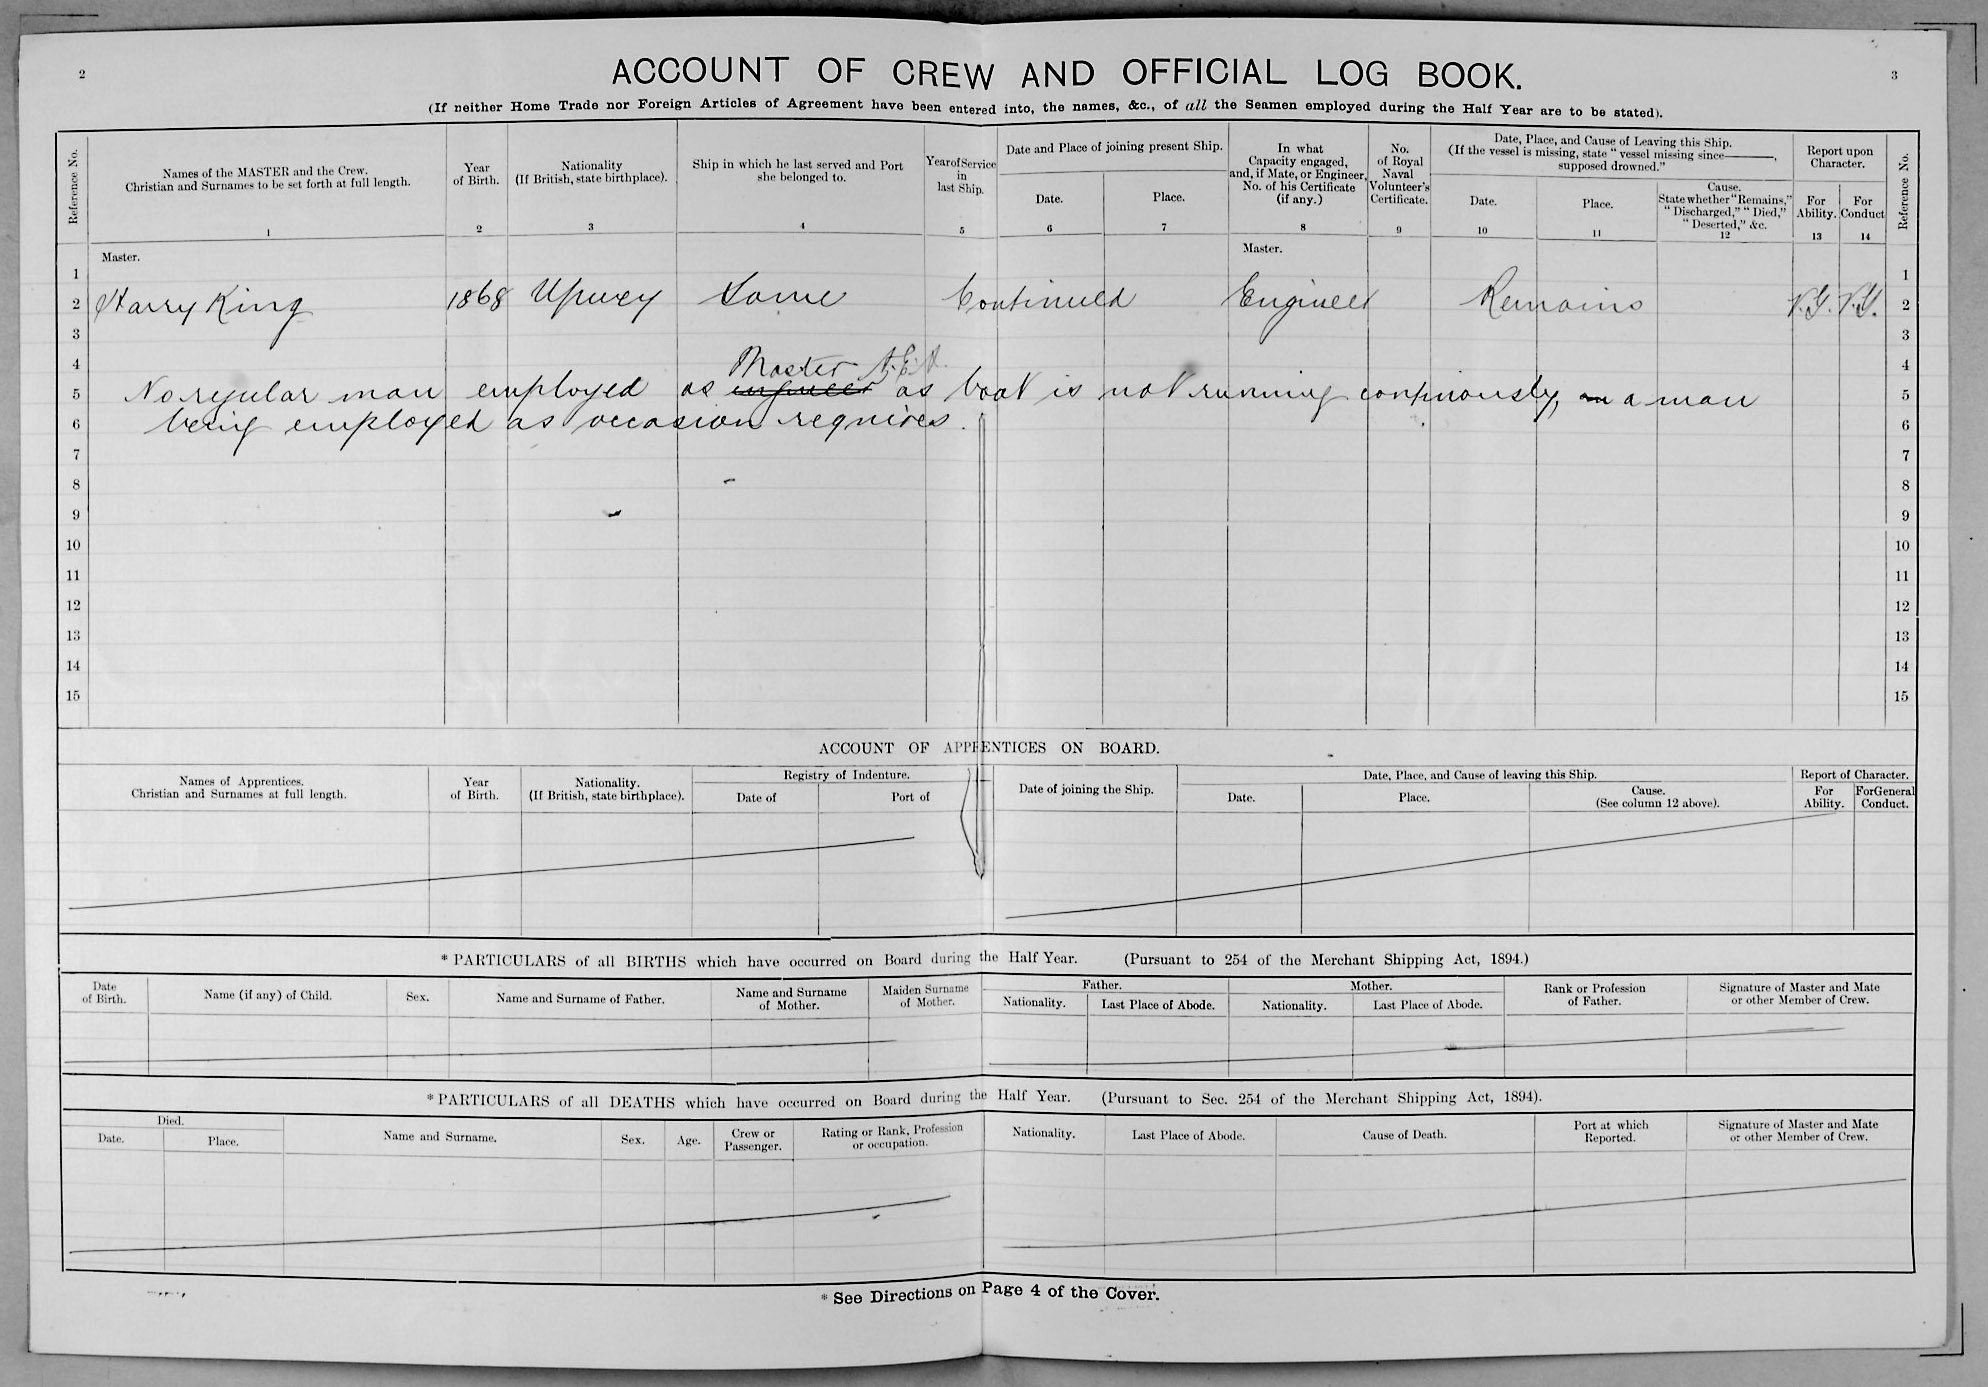 2
3
ACCOUNT OF CREW AND OFFICIAL LOG BOOK.
(If neither Home Trade nor Foreign Articles of Agreement have been entered into, the names, &c., of all the Seamen employed during the Half Year are to be stated).
Reference No.
Names of the MASTER and the Crew.
Christian and Surnames to be set forth at full length.
1
Year
of Birth.
2
Nationality
(If British, state birthplace).
3
Ship in which he last served and Port
she belonged to.
4
Year of Service
in
last Ship.
5
Date and Place of joining present Ship.
Date.
6
Place.
7
In what
Capacity engaged,
and, if Mate, or Engineer,
No. of his Certificate
(if any.)
8
No.
of Royal
Naval
Volunteer's
Certificate.
9
Date, Place, and Cause of Leaving this Ship.
(If the vessel is missing, state "vessel missing since———,
supposed drowned."
Date.
10
Place.
11
Cause.
State whether "Remains,"
"Discharged," "Died,"
"Deserted," &c.
12
Report upon
Character.
For
Ability.
13
For
Conduct
14
Reference No.
Master.
Master.
1 1
2 Harry King 1868 Upwey Same Continued Engineer Remains V.G. V.G. 2
3 3
4 Master 4
5 No regular man employed as engineer as boat is not running continuously, a man 5
6 being employed as occasion requires. 6
7 7
8 8
9 9
10 10
11 11
12 12
13 13
14 14
15 15
ACCOUNT OF APPRENTICES ON BOARD.
Names of Apprentices.
Christian and Surnames at full length.
Year
of Birth.
Nationality.
(If British, state birthplace).
Registry of Indenture.
Date of
Port of
Date of joining the Ship.
Date, Place, and Cause of leaving this Ship.
Date.
Place.
Cause.
(See column 12 above).
Report of Character.
For
Ability.
For General
Conduct.
* PARTICULARS of all BIRTHS which have occurred on Board during the Half Year. (Pursuant to 254 of the Merchant Shipping Act, 1894.)
Date
of Birth.
Name (if any) of Child.
Sex.
Name and Surname of Father.
Name and Surname
of Mother.
Maiden Surname
of Mother.
Father.
Nationality.
Last Place of Abode.
Mother.
Nationality.
Last Place of Abode.
Rank or Profession
of Father.
Signature of Master and Mate
or other Member of Crew.
* PARTICULARS of all DEATHS which have occurred on Board during the Half Year. (Pursuant to Sec. 254 of the Merchant Shipping Act, 1894).
Died.
Date.
Place.
Name and Surname.
Sex.
Age.
Crew or
Passenger.
Rating or Rank, Profession
or occupation.
Nationality.
Last Place of Abode.
Cause of Death.
Port at which
Reported.
Signature of Master and Mate
or other Member of Crew.
* See Directions on Page 4 of the Cover.